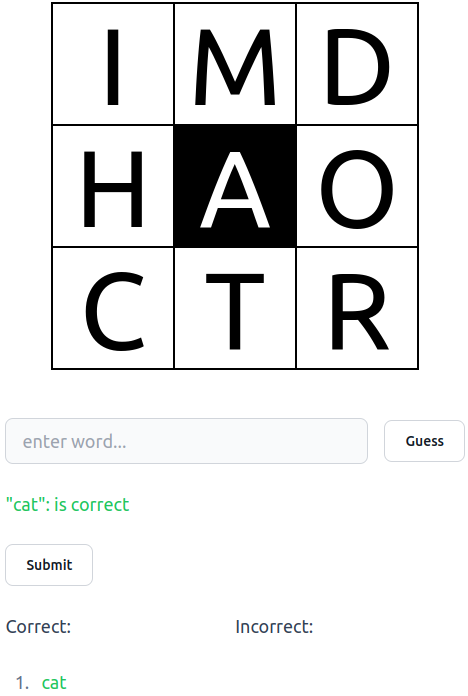 I M D
H A O
C T R
enter word...
Guess
"cat": is correct
Submit
Correct: Incorrect:
1. cat